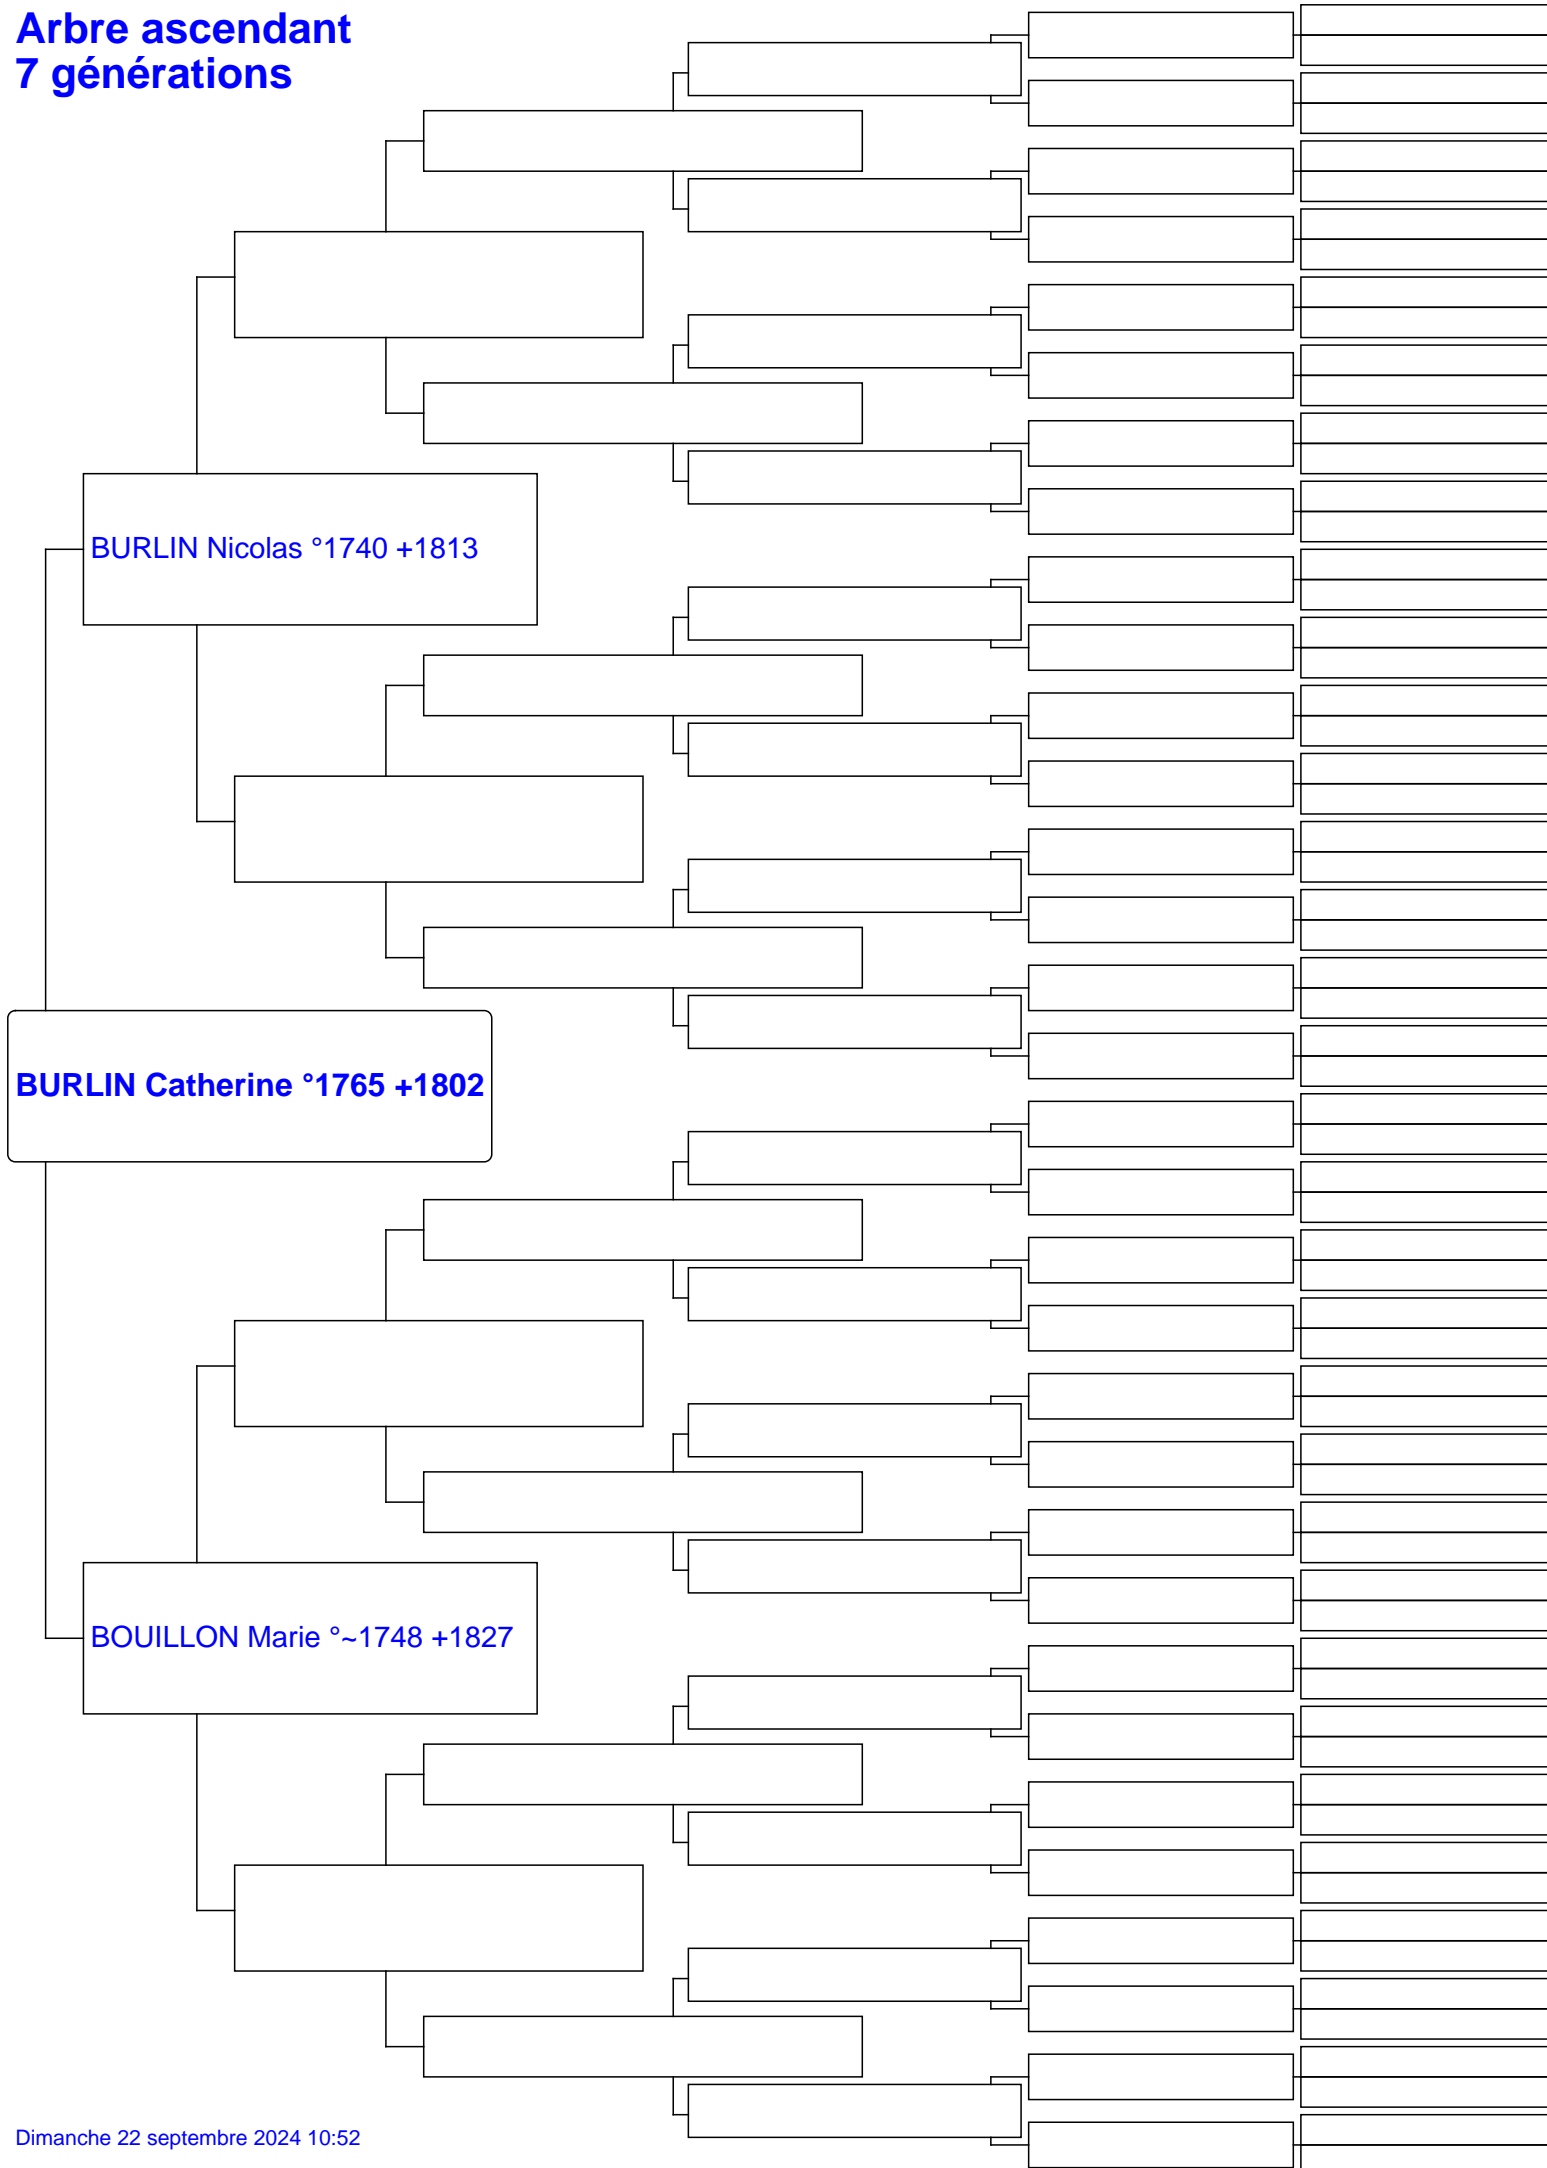 Arbre ascendant
7 générations
BURLIN Nicolas °1740 +1813
BURLIN Catherine °1765 +1802
BOUILLON Marie °~1748 +1827
Dimanche 22 septembre 2024 10:52